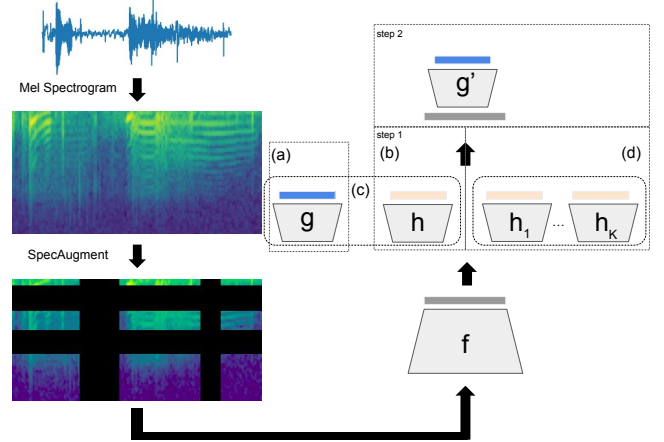 Mel Spectrogram
SpecAugment
step 2
g’
step 1
(a)
(b)
(d)
(c)
g
h
h₁ ... hK
f